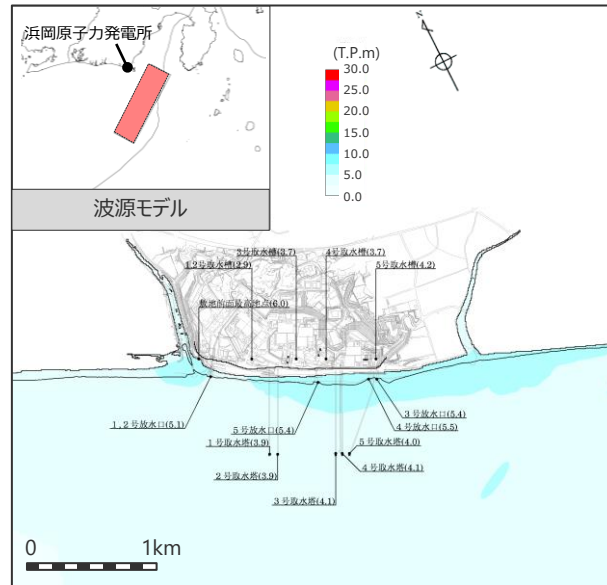 浜岡原子力発電所
波源モデル
(T.P.m)
30.0
25.0
20.0
15.0
10.0
5.0
0.0
N
3号取水槽(3.7)
4号取水槽(3.7)
1,2号取水槽(2.9)
5号取水槽(4.2)
敷地前面最高地点(6.0)
1,2号放水口(5.1)
5号放水口(5.4)
3号放水口(5.4)
4号放水口(5.5)
1号取水塔(3.9)
5号取水塔(4.0)
2号取水塔(3.9)
4号取水塔(4.1)
3号取水塔(4.1)
0 1km